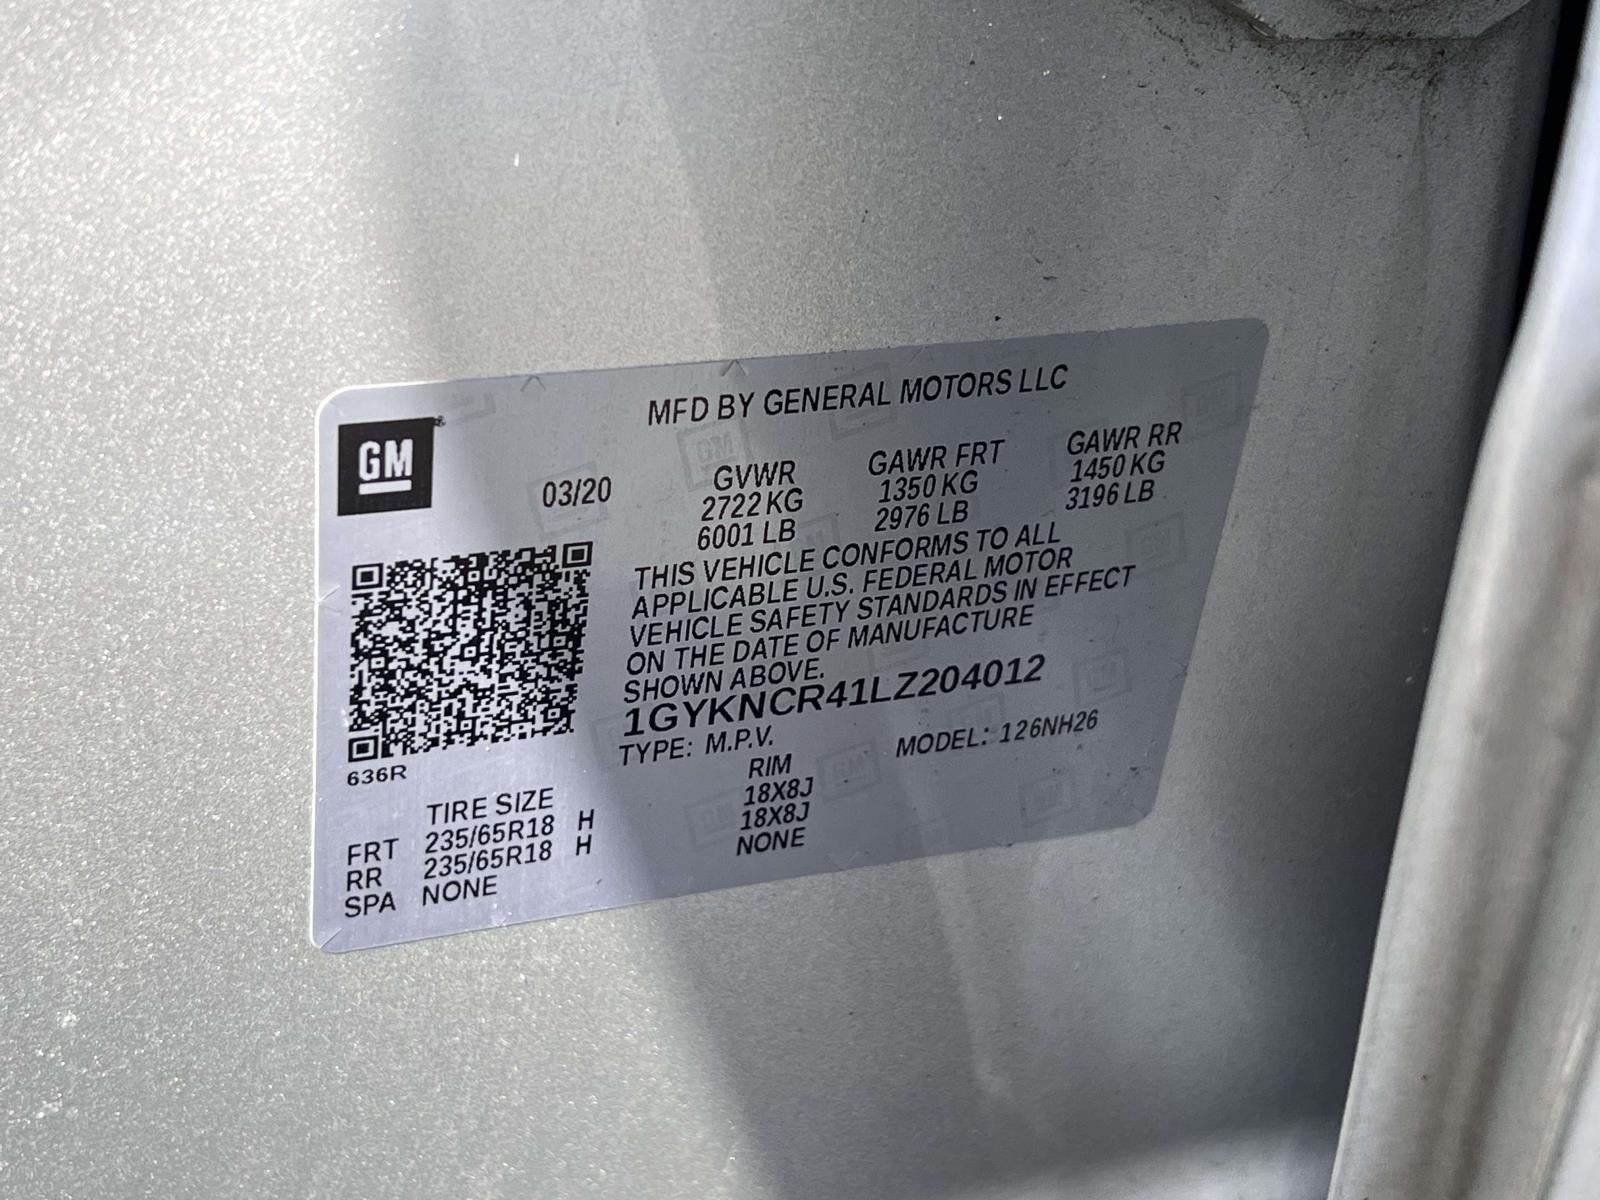 MFD BY GENERAL MOTORS LLC
GM
03/20
GVWR
2722 KG
6001 LB
GAWR FRT
1350 KG
2976 LB
GAWR RR
1450 KG
3196 LB
THIS VEHICLE CONFORMS TO ALL
APPLICABLE U.S. FEDERAL MOTOR
VEHICLE SAFETY STANDARDS IN EFFECT
ON THE DATE OF MANUFACTURE
SHOWN ABOVE.
1GYKNCR41LZ204012
TYPE: M.P.V. MODEL: 126NH26
636R
TIRE SIZE RIM
FRT 235/65R18 H 18X8J
RR 235/65R18 H 18X8J
SPA NONE NONE